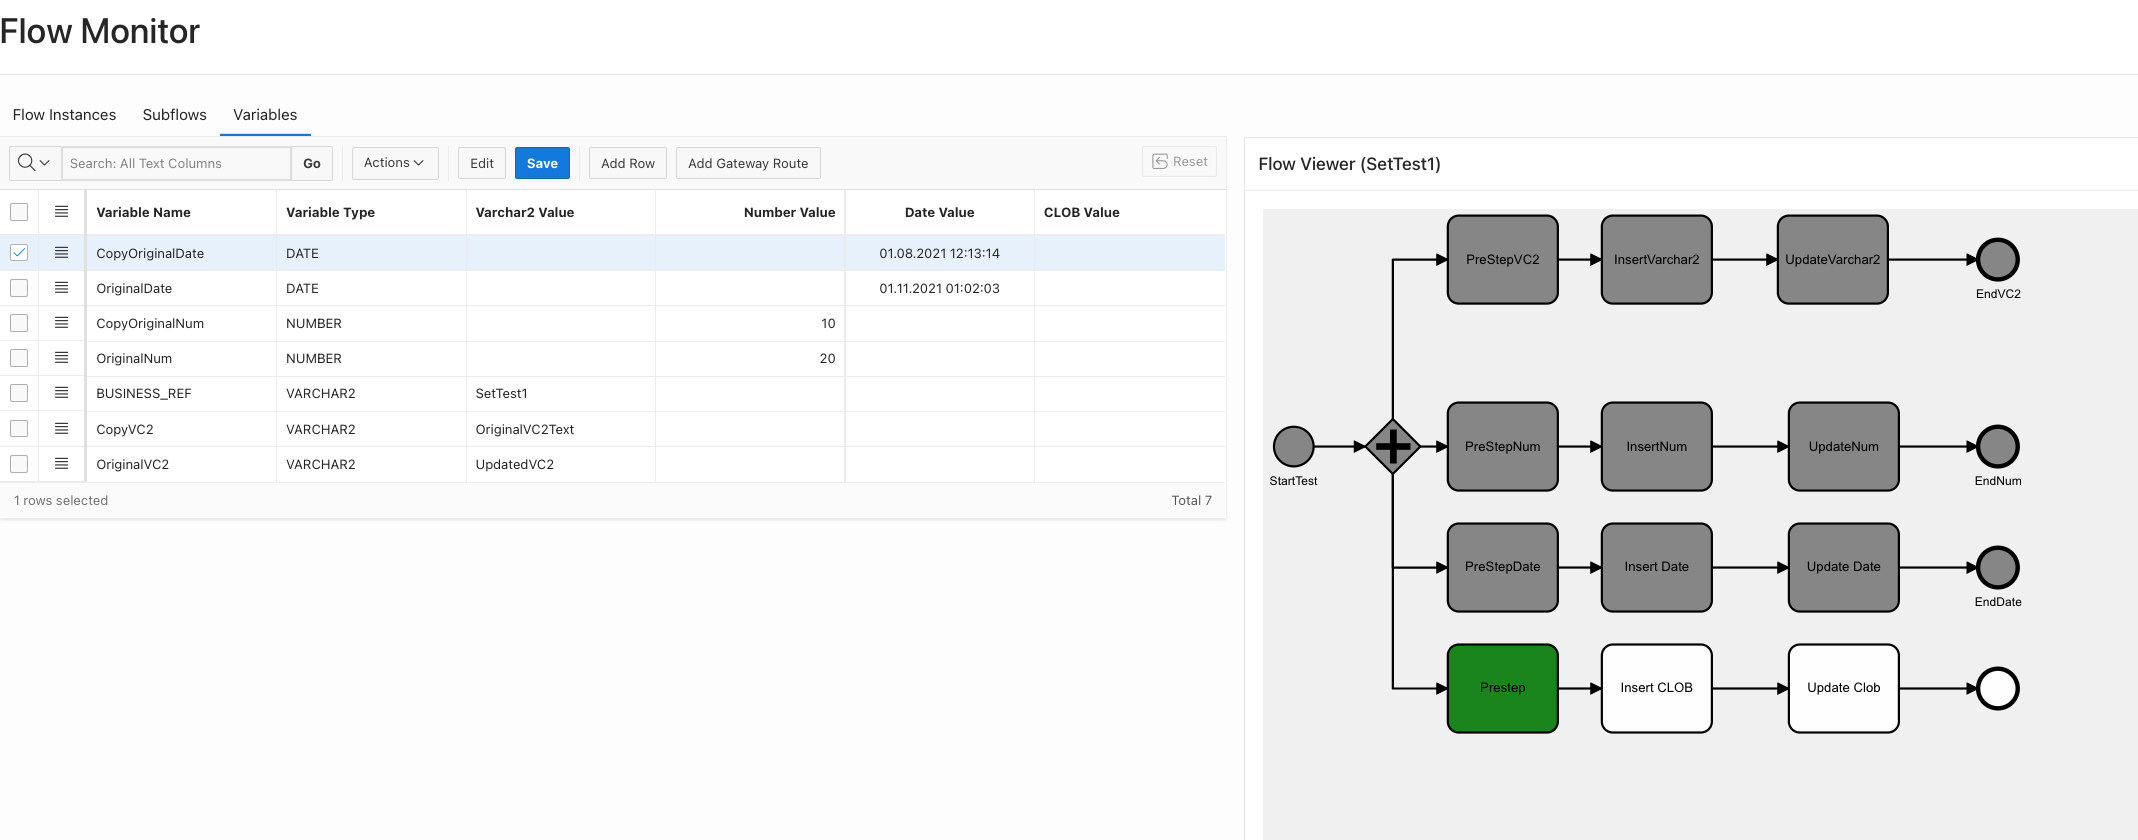 Flow Monitor
Flow Instances Subflows Variables
Search: All Text Columns Go Actions Edit Save Add Row Add Gateway Route Reset
Variable Name Variable Type Varchar2 Value Number Value Date Value CLOB Value
CopyOriginalDate DATE 01.08.2021 12:13:14
OriginalDate DATE 01.11.2021 01:02:03
CopyOriginalNum NUMBER 10
OriginalNum NUMBER 20
BUSINESS_REF VARCHAR2 SetTest1
CopyVC2 VARCHAR2 OriginalVC2Text
OriginalVC2 VARCHAR2 UpdatedVC2
1 rows selected Total 7
Flow Viewer (SetTest1)
PreStepVC2 InsertVarchar2 UpdateVarchar2
EndVC2
PreStepNum InsertNum UpdateNum
StartTest EndNum
PreStepDate Insert Date Update Date
EndDate
Prestep Insert CLOB Update Clob